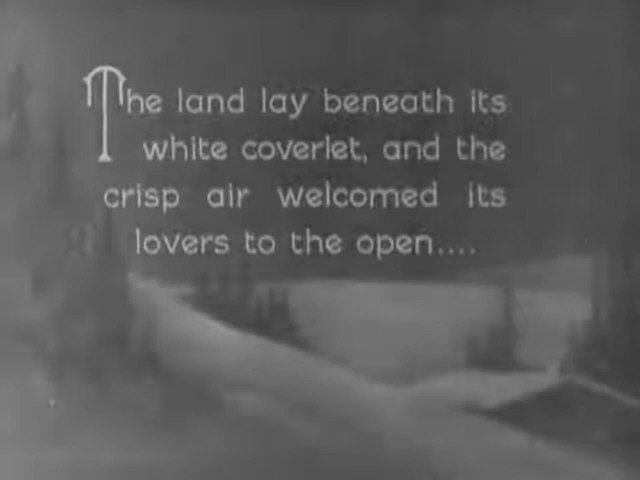 The land lay beneath its
white coverlet, and the
crisp air welcomed its
lovers to the open....